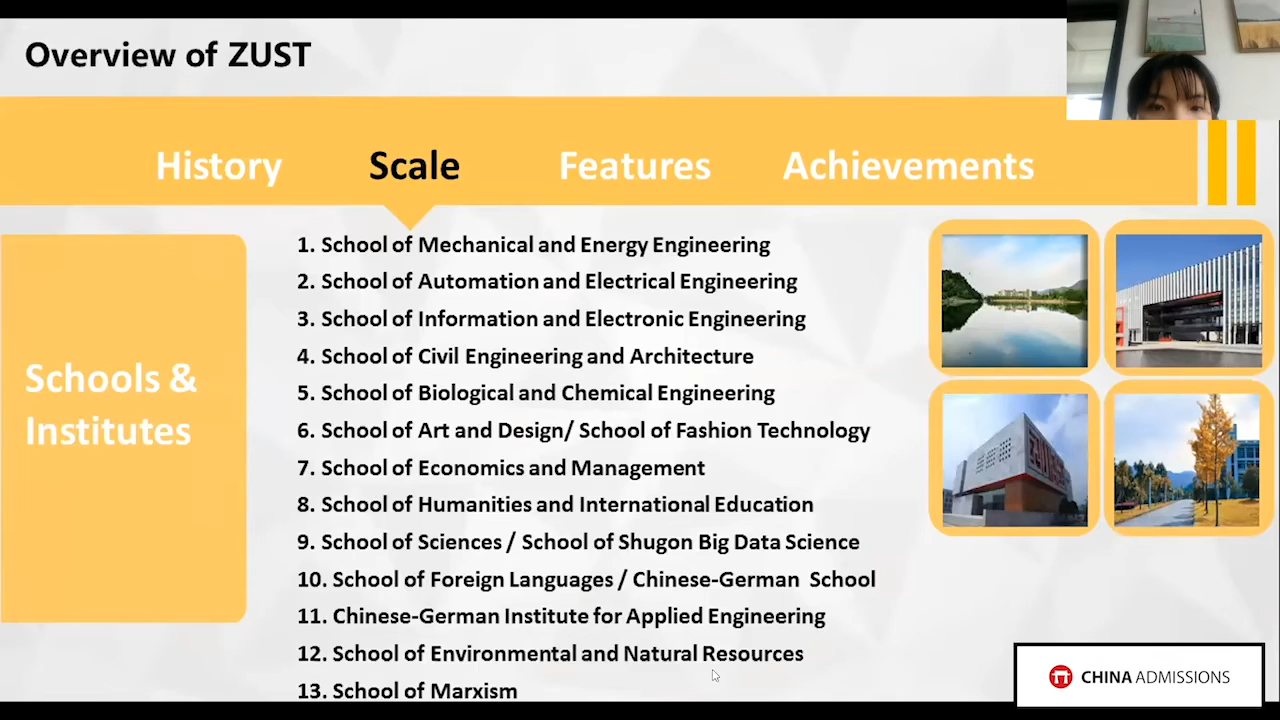 Overview of ZUST
History Scale Features Achievements
Schools &
Institutes
1. School of Mechanical and Energy Engineering
2. School of Automation and Electrical Engineering
3. School of Information and Electronic Engineering
4. School of Civil Engineering and Architecture
5. School of Biological and Chemical Engineering
6. School of Art and Design/ School of Fashion Technology
7. School of Economics and Management
8. School of Humanities and International Education
9. School of Sciences / School of Shugon Big Data Science
10. School of Foreign Languages / Chinese-German School
11. Chinese-German Institute for Applied Engineering
12. School of Environmental and Natural Resources
13. School of Marxism
CHINA ADMISSIONS